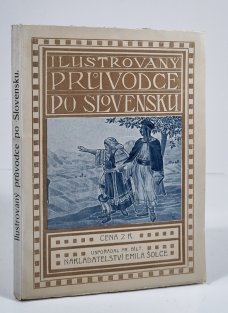 ILUSTROVANÝ
PRŮVODCE
PO SLOVENSKU
CENA 2 K
USPOŘÁDAL FR. BÍLÝ.
NAKLADATELSTVÍ EMILA ŠOLCE
Ilustrovaný průvodce po Slovensku.